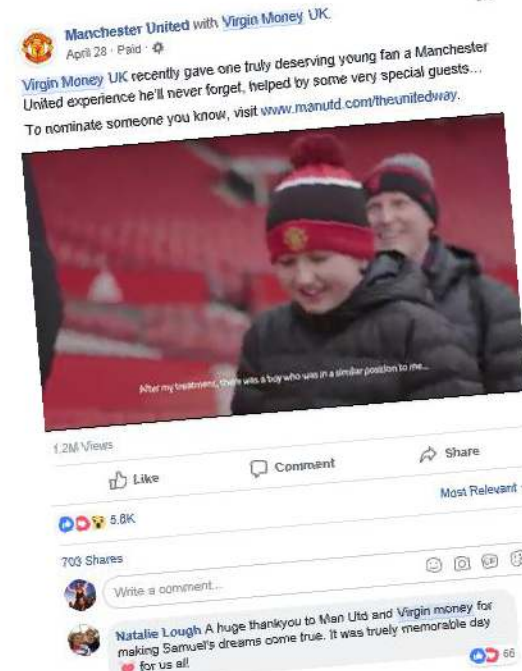 Manchester United with Virgin Money UK.
April 28 · Paid ·
Virgin Money UK recently gave one truly deserving young fan a Manchester
United experience he'll never forget, helped by some very special guests...
To nominate someone you know, visit www.manutd.com/theunitedway.
After my treatment, there was a boy who was in a similar position to me...
1.2M Views
Like Comment Share
5.6K Most Relevant
703 Shares
Write a comment...
Natalie Lough A huge thankyou to Man Utd and Virgin money for
making Samuel's dreams come true. It was truely memorable day
❤️ for us all! 66